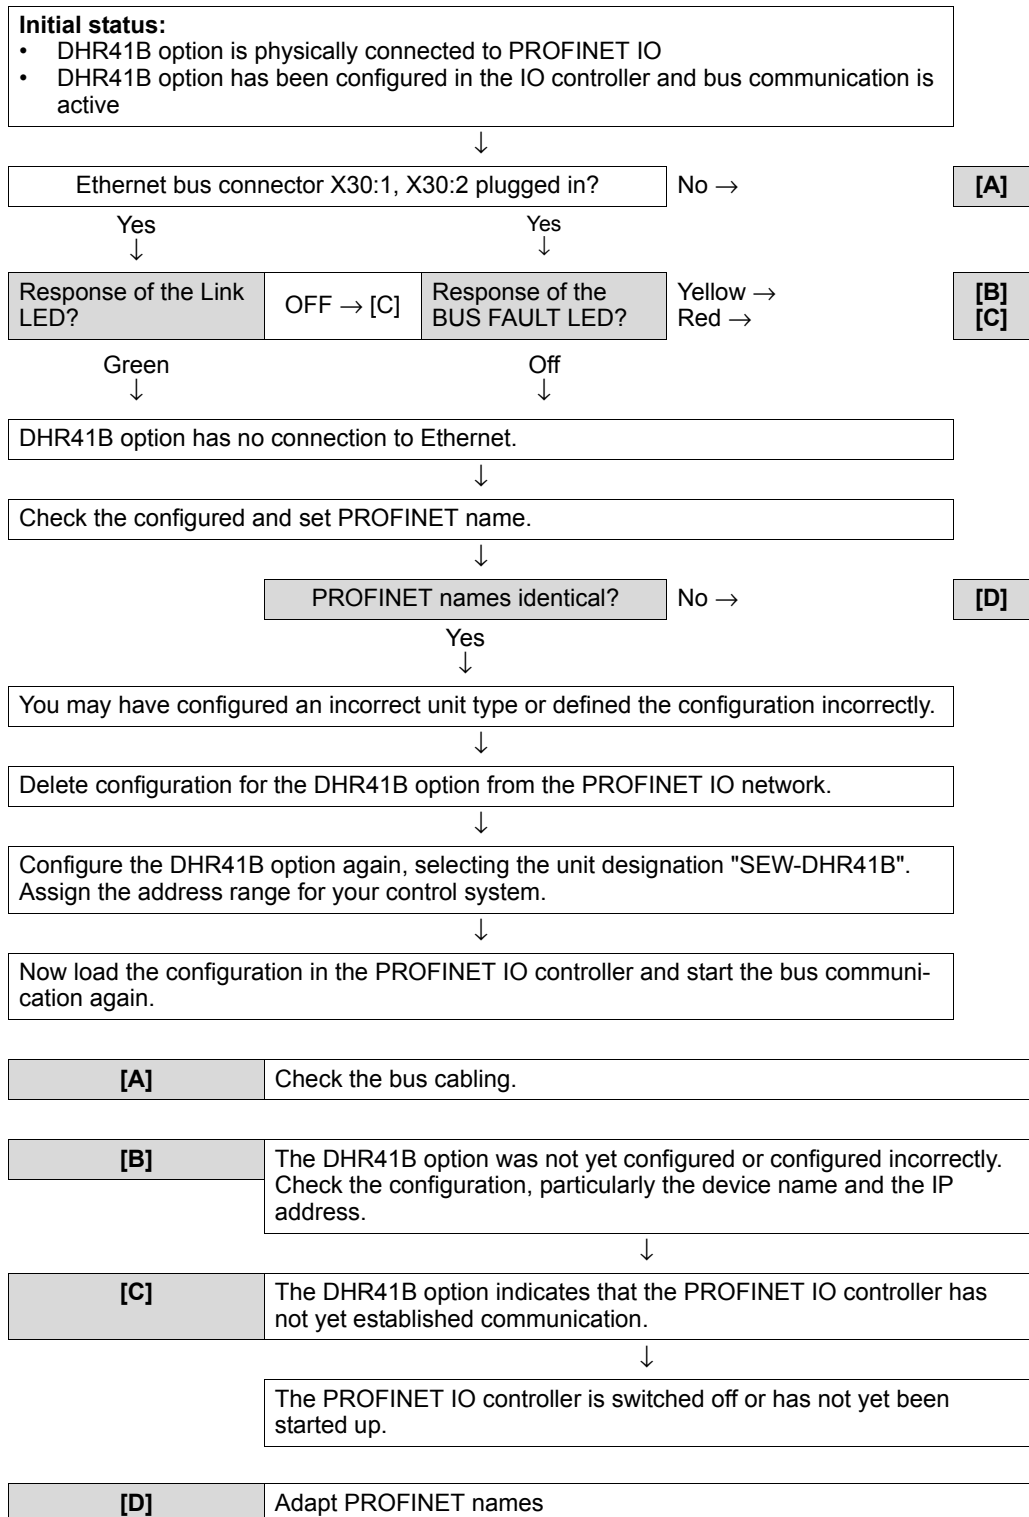 Initial status:
• DHR41B option is physically connected to PROFINET IO
• DHR41B option has been configured in the IO controller and bus communication is
active
↓
Ethernet bus connector X30:1, X30:2 plugged in? No → [A]
Yes Yes
↓ ↓
Response of the Link
LED?
OFF → [C]
Response of the
BUS FAULT LED?
Yellow → [B]
Red → [C]
Green Off
↓ ↓
DHR41B option has no connection to Ethernet.
↓
Check the configured and set PROFINET name.
↓
PROFINET names identical? No → [D]
Yes
↓
You may have configured an incorrect unit type or defined the configuration incorrectly.
↓
Delete configuration for the DHR41B option from the PROFINET IO network.
↓
Configure the DHR41B option again, selecting the unit designation "SEW-DHR41B".
Assign the address range for your control system.
↓
Now load the configuration in the PROFINET IO controller and start the bus communi-
cation again.
[A] Check the bus cabling.
[B] The DHR41B option was not yet configured or configured incorrectly.
Check the configuration, particularly the device name and the IP
address.
↓
[C] The DHR41B option indicates that the PROFINET IO controller has
not yet established communication.
↓
The PROFINET IO controller is switched off or has not yet been
started up.
[D] Adapt PROFINET names